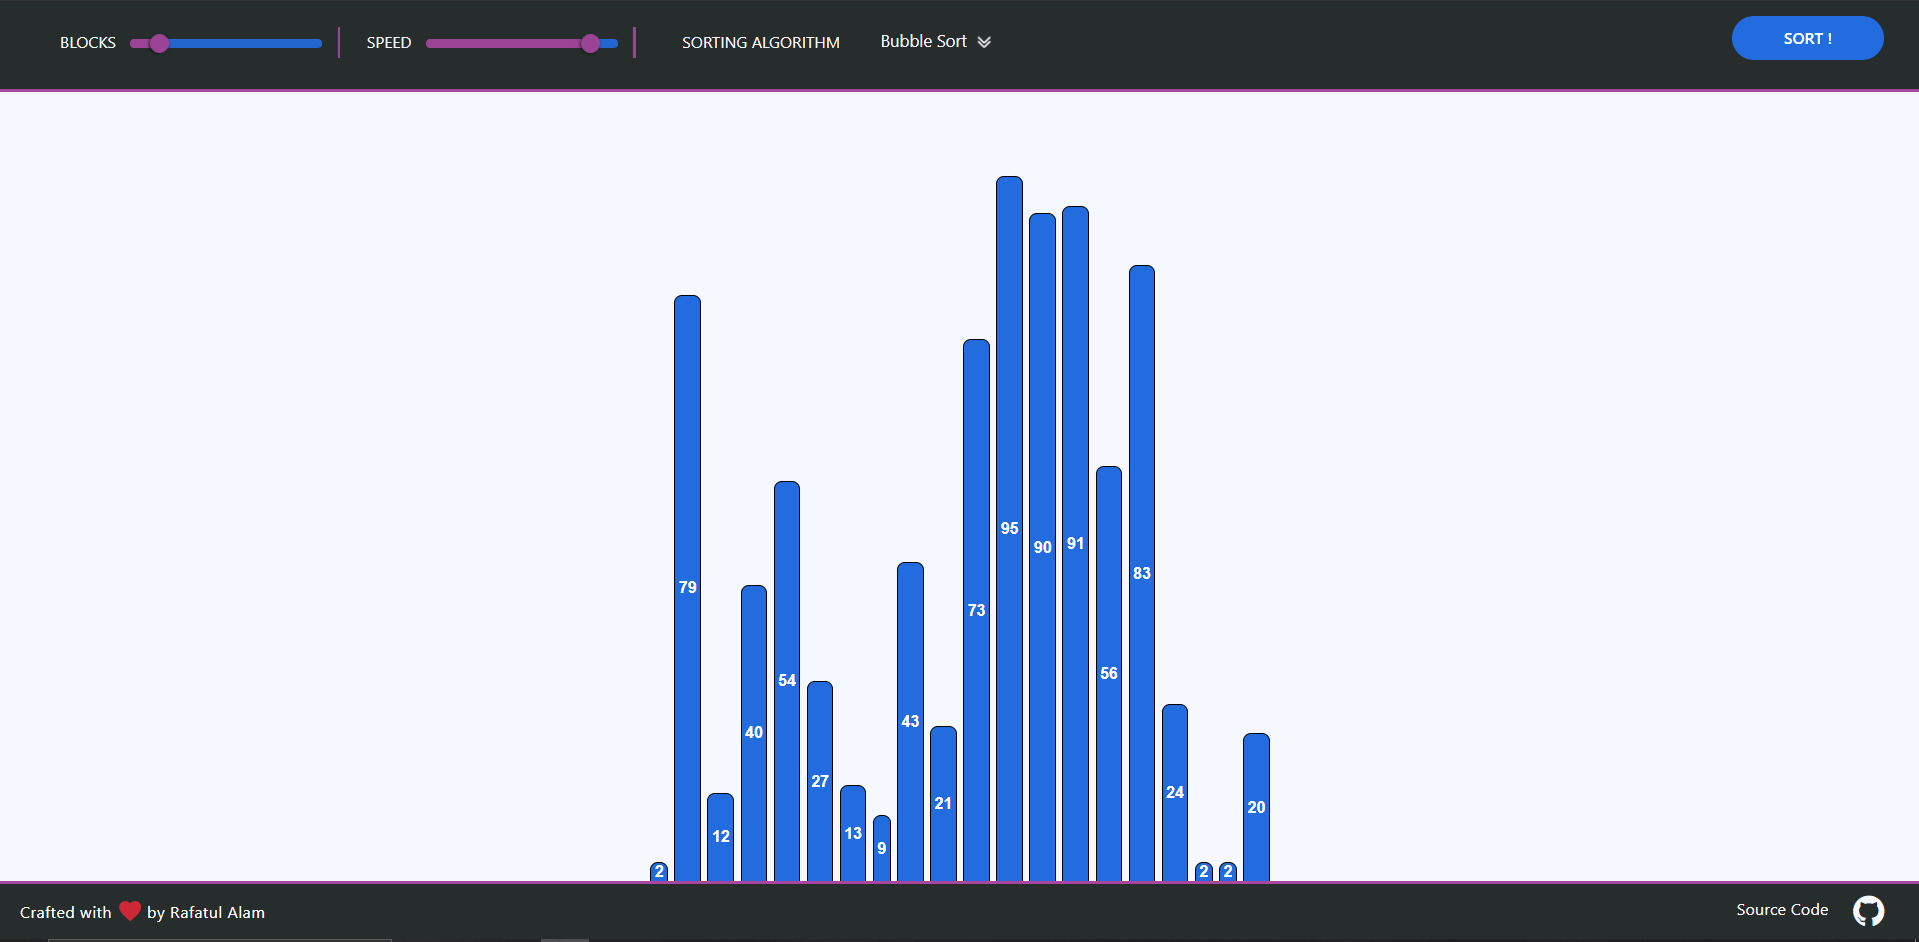 BLOCKS SPEED SORTING ALGORITHM Bubble Sort SORT !
2 79 12 40 54 27 13 9 43 21 73 95 90 91 56 83 24 2 2 20
Crafted with by Rafatul Alam Source Code